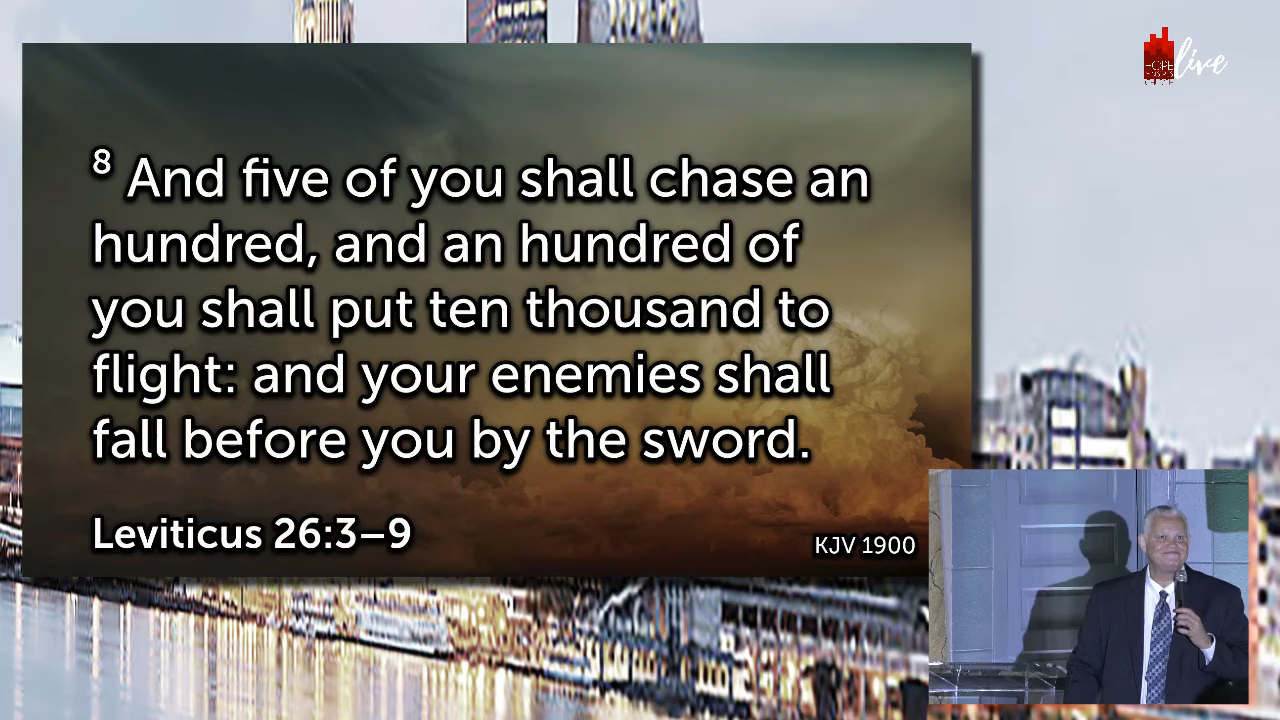 HOPE
live
8 And five of you shall chase an
hundred, and an hundred of
you shall put ten thousand to
flight: and your enemies shall
fall before you by the sword.
Leviticus 26:3–9
KJV 1900